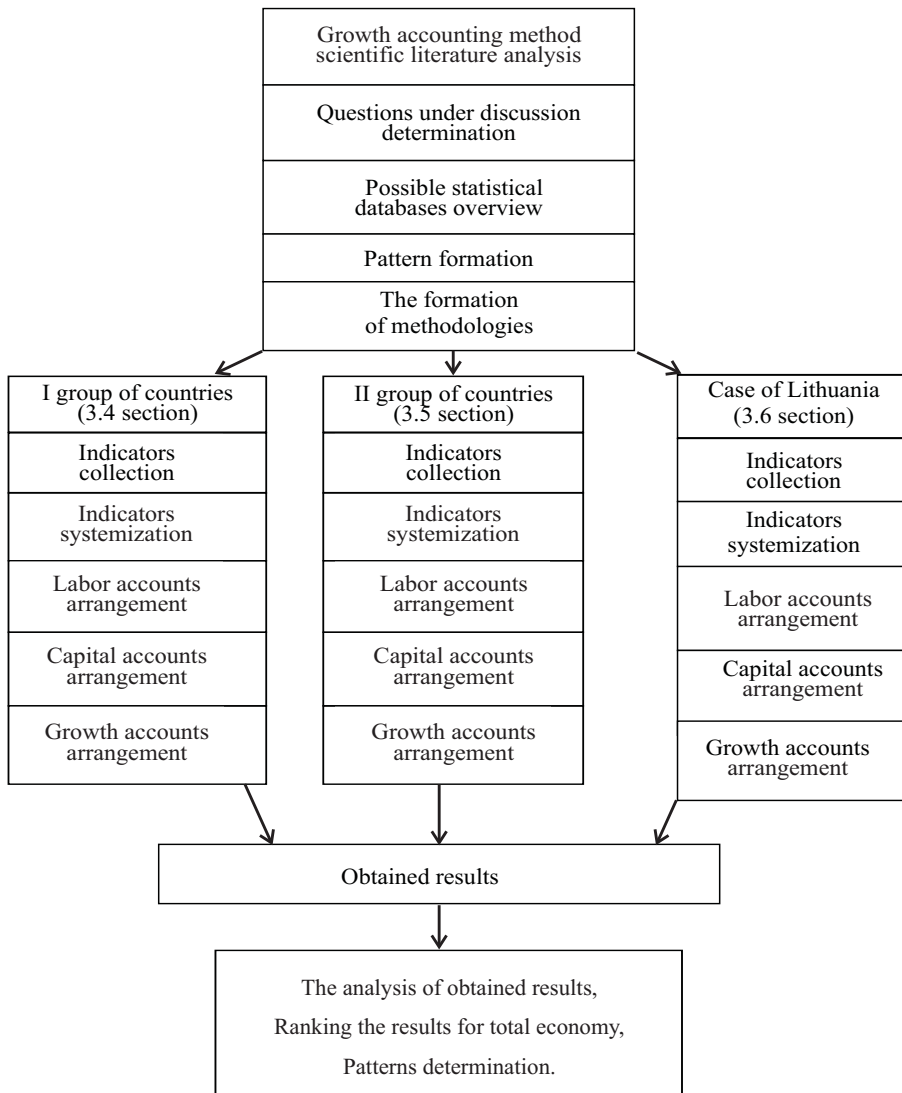 Growth accounting method
scientific literature analysis
Questions under discussion
determination
Possible statistical
databases overview
Pattern formation
The formation
of methodologies
I group of countries
(3.4 section)
Indicators
collection
Indicators
systemization
Labor accounts
arrangement
Capital accounts
arrangement
Growth accounts
arrangement
II group of countries
(3.5 section)
Indicators
collection
Indicators
systemization
Labor accounts
arrangement
Capital accounts
arrangement
Growth accounts
arrangement
Case of Lithuania
(3.6 section)
Indicators
collection
Indicators
systemization
Labor accounts
arrangement
Capital accounts
arrangement
Growth accounts
arrangement
Obtained results
The analysis of obtained results,
Ranking the results for total economy,
Patterns determination.